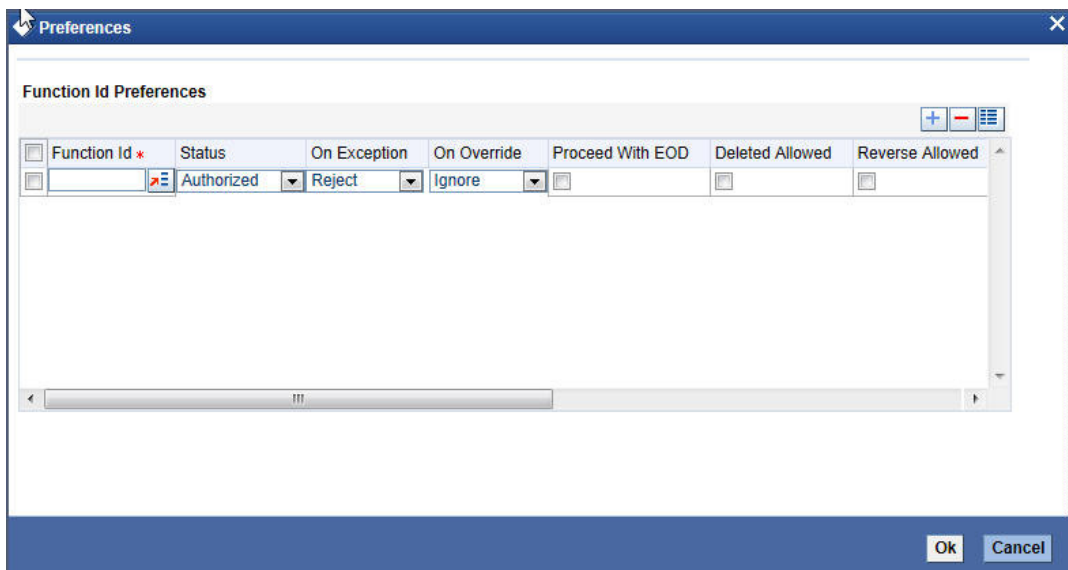 Preferences
Function Id Preferences
Function Id * Status On Exception On Override Proceed With EOD Deleted Allowed Reverse Allowed
Authorized Reject Ignore
Ok Cancel